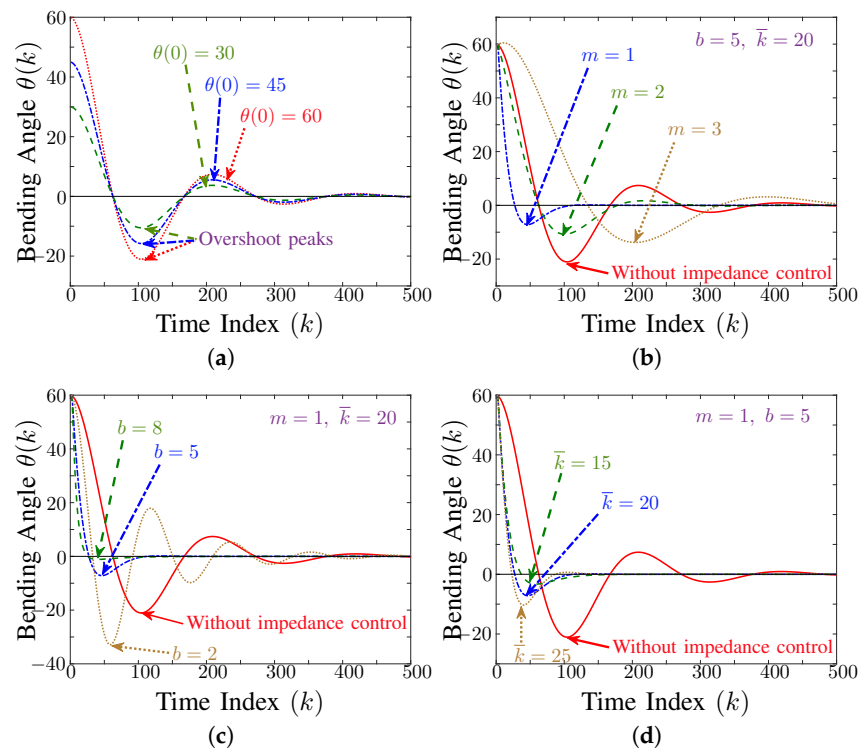 60
50
40
30
20
10
0
−20
Bending Angle θ(k)
θ(0) = 30
θ(0) = 45
θ(0) = 60
Overshoot peaks
0 100 200 300 400 500
Time Index (k)
(a)
60
40
20
0
−20
Bending Angle θ(k)
b = 5, k̅ = 20
m = 1
m = 2
m = 3
Without impedance control
0 100 200 300 400 500
Time Index (k)
(b)
60
40
20
0
−20
−40
Bending Angle θ(k)
m = 1, k̅ = 20
b = 8
b = 5
Without impedance control
b = 2
0 100 200 300 400 500
Time Index (k)
(c)
60
40
20
0
−20
Bending Angle θ(k)
m = 1, b = 5
k̅ = 15
k̅ = 20
Without impedance control
k̅ = 25
0 100 200 300 400 500
Time Index (k)
(d)